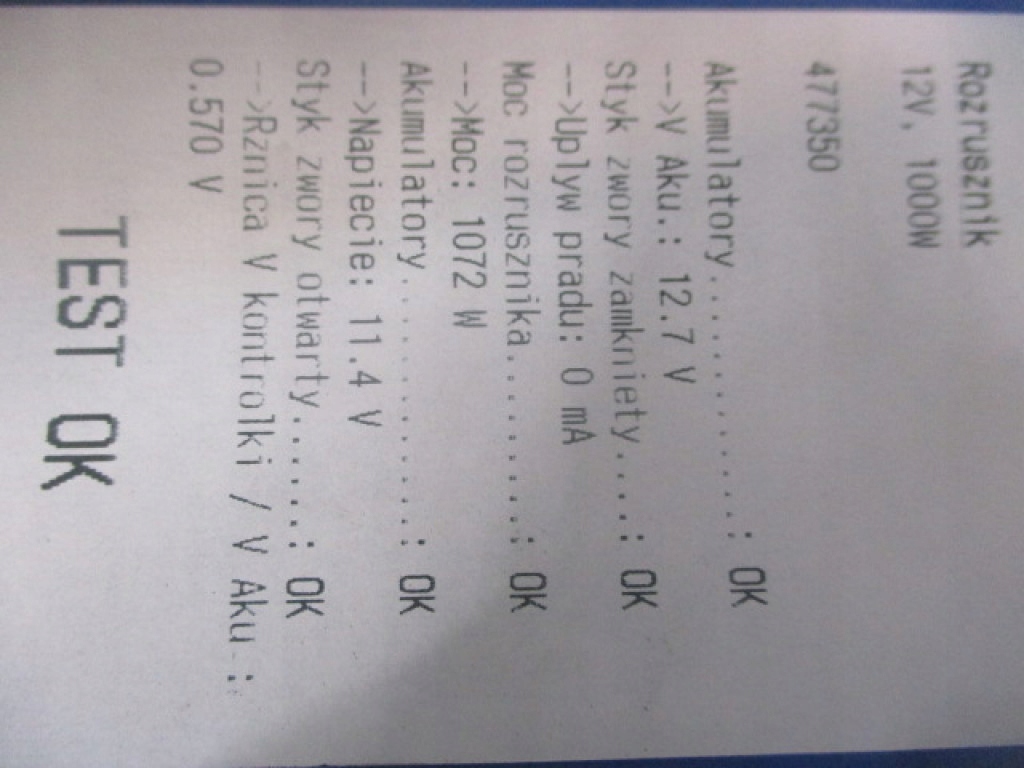 Rozrusznik
12V, 1000W
477350
Akumulatory............: OK
-->V Aku.: 12.7 V
Styk zwory zamkniety....: OK
-->Uplyw pradu: 0 mA
Moc rozrusznika.........: OK
-->Moc: 1072 W
Akumulatory............: OK
-->Napiecie: 11.4 V
Styk zwory otwarty......: OK
-->Rznica V kontrolki / V Aku.:
0.570 V
TEST OK